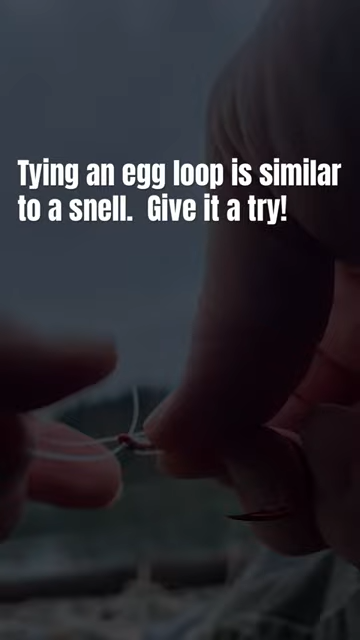 Tying an egg loop is similar
to a snell.  Give it a try!